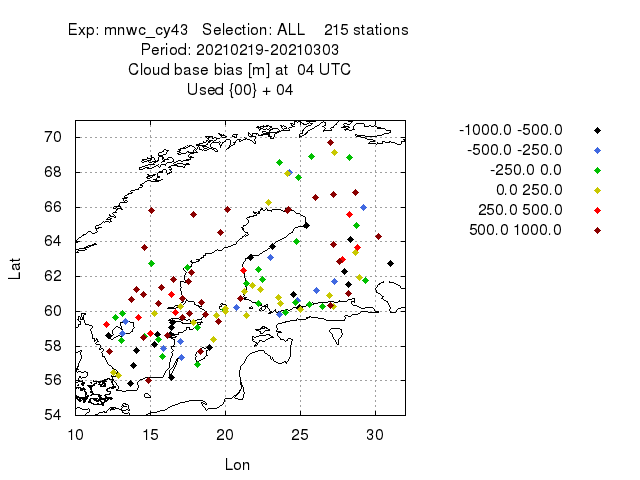 Exp: mnwc_cy43   Selection: ALL    215 stations
Period: 20210219-20210303
Cloud base bias [m] at  04 UTC
Used {00} + 04
-1000.0 -500.0
-500.0 -250.0
-250.0 0.0
0.0 250.0
250.0 500.0
500.0 1000.0
70
68
66
64
62
60
58
56
54
Lat
10 15 20 25 30
Lon